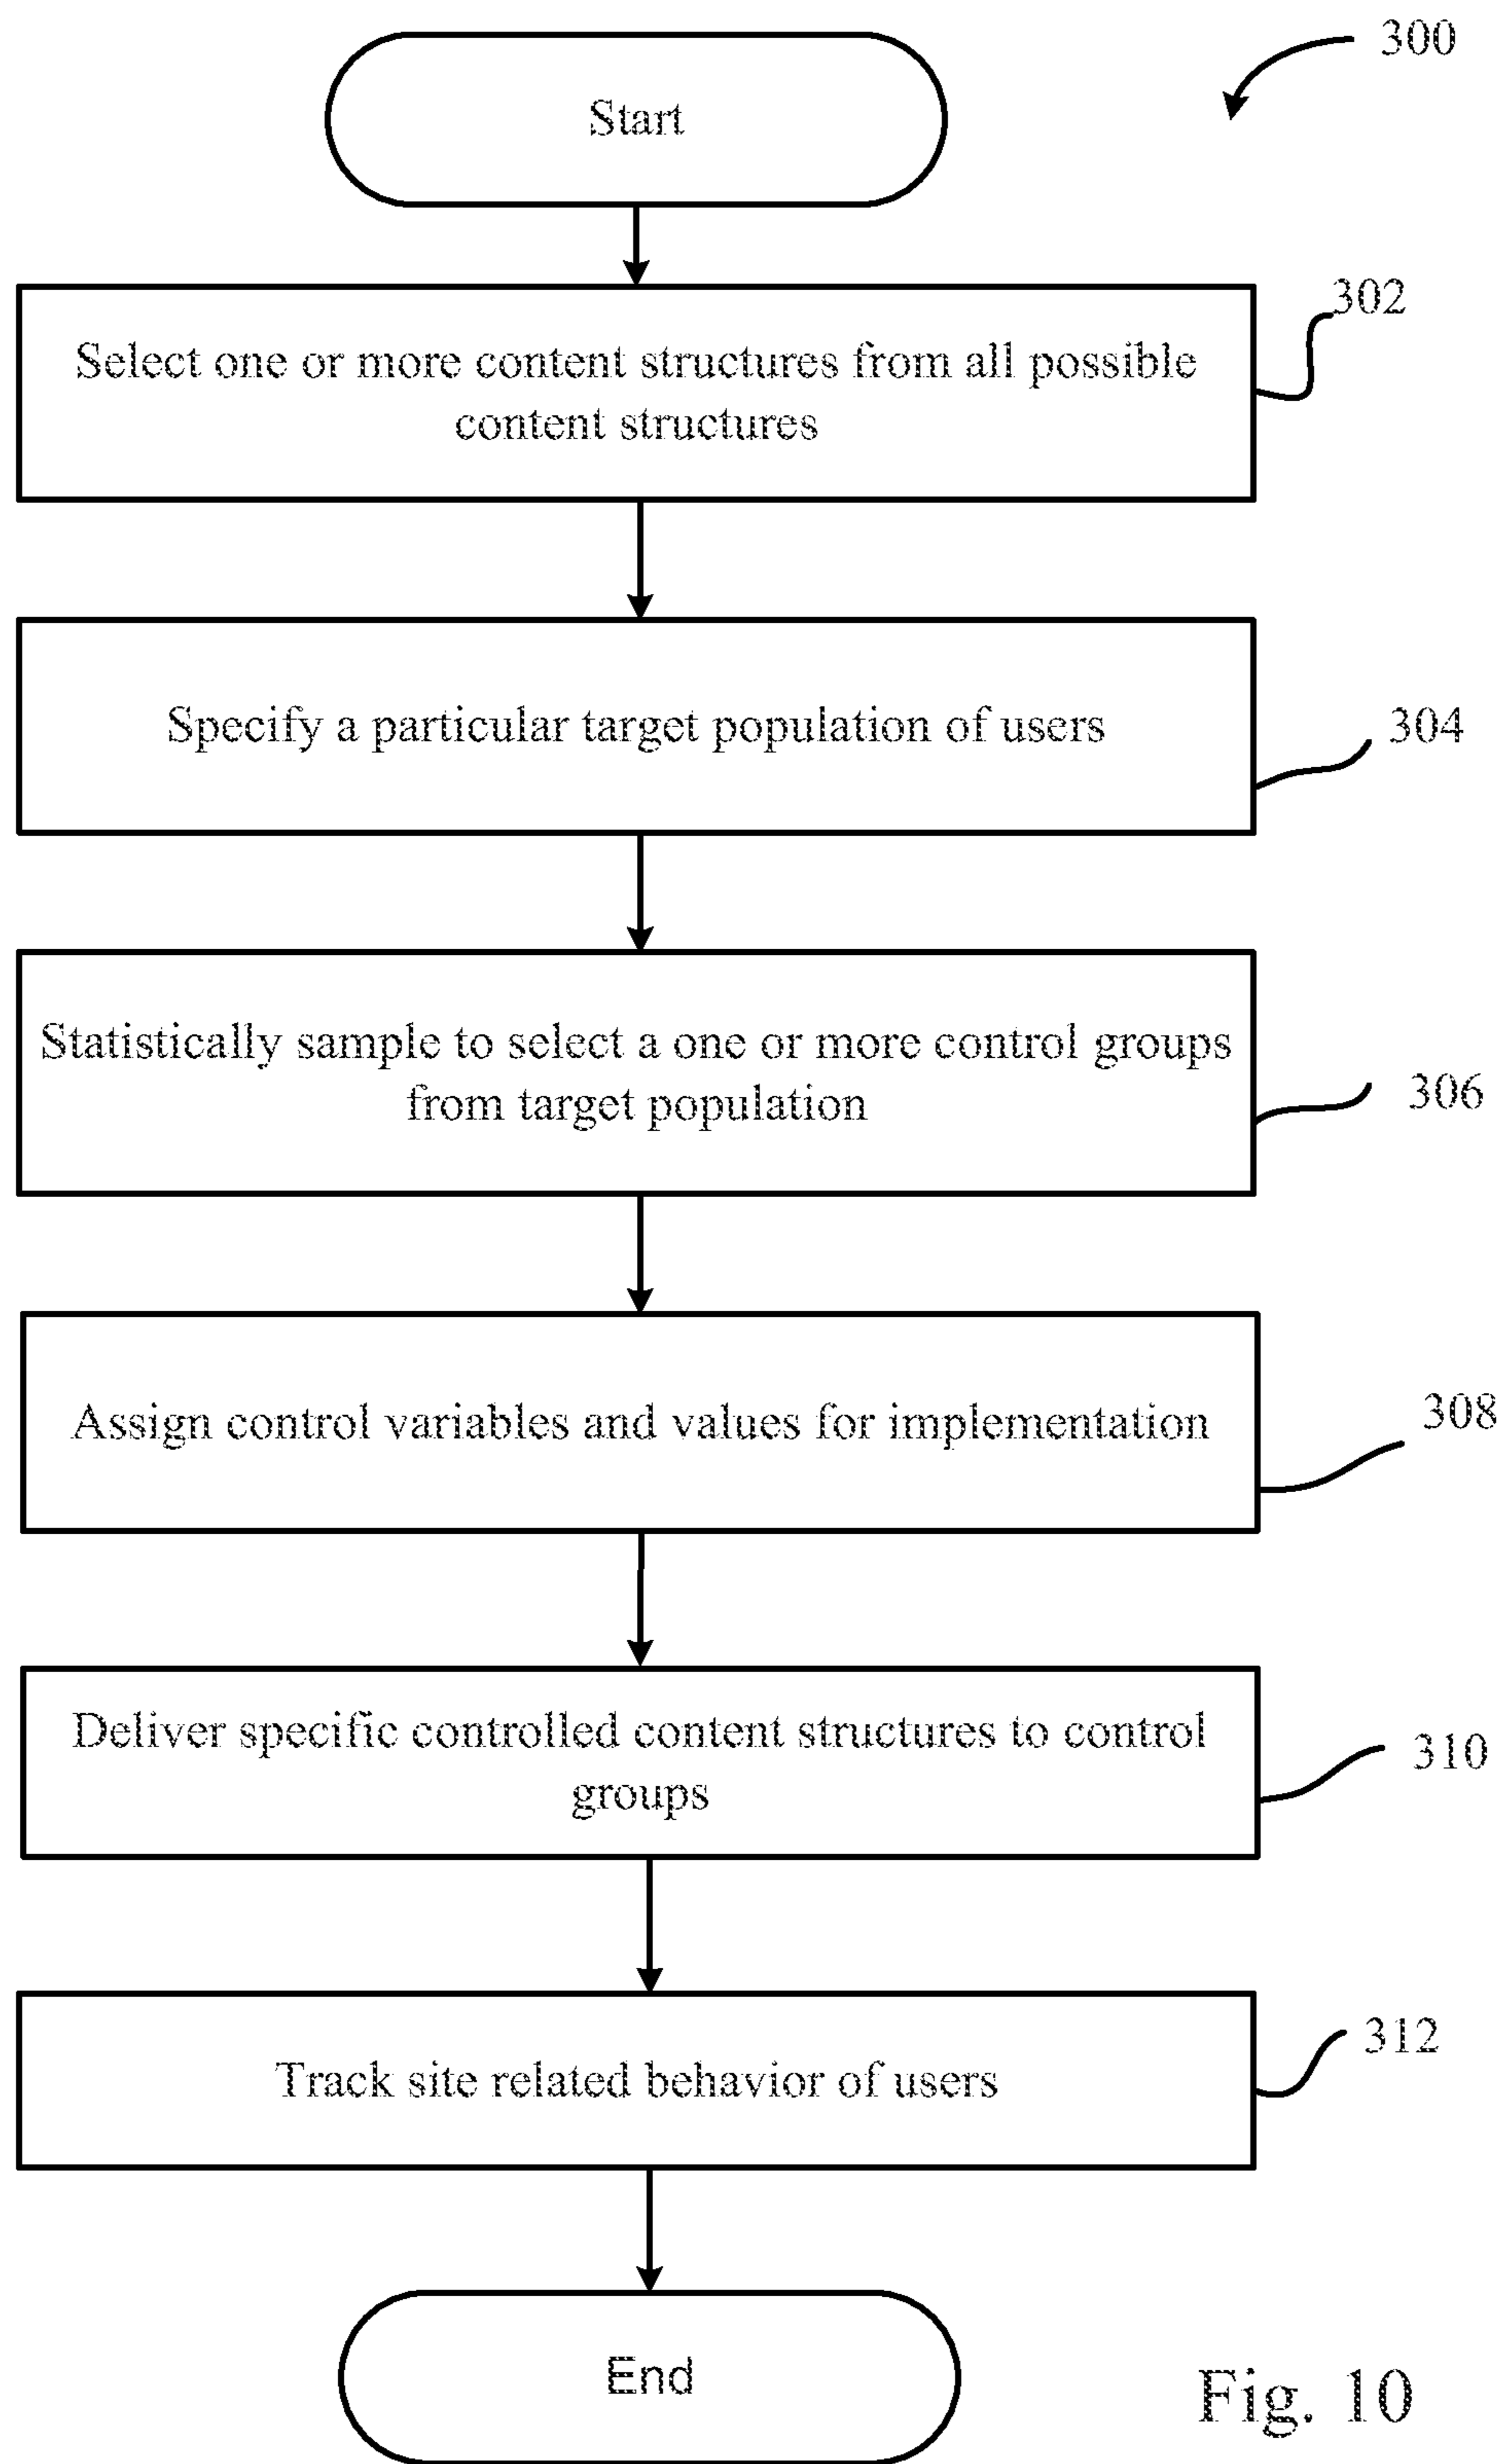 300
Start
302
Select one or more content structures from all possible
content structures
Specify a particular target population of users
304
Statistically sample to select a one or more control groups
from target population
306
Assign control variables and values for implementation
308
Deliver specific controlled content structures to control
groups
310
Track site related behavior of users
312
End
Fig. 10